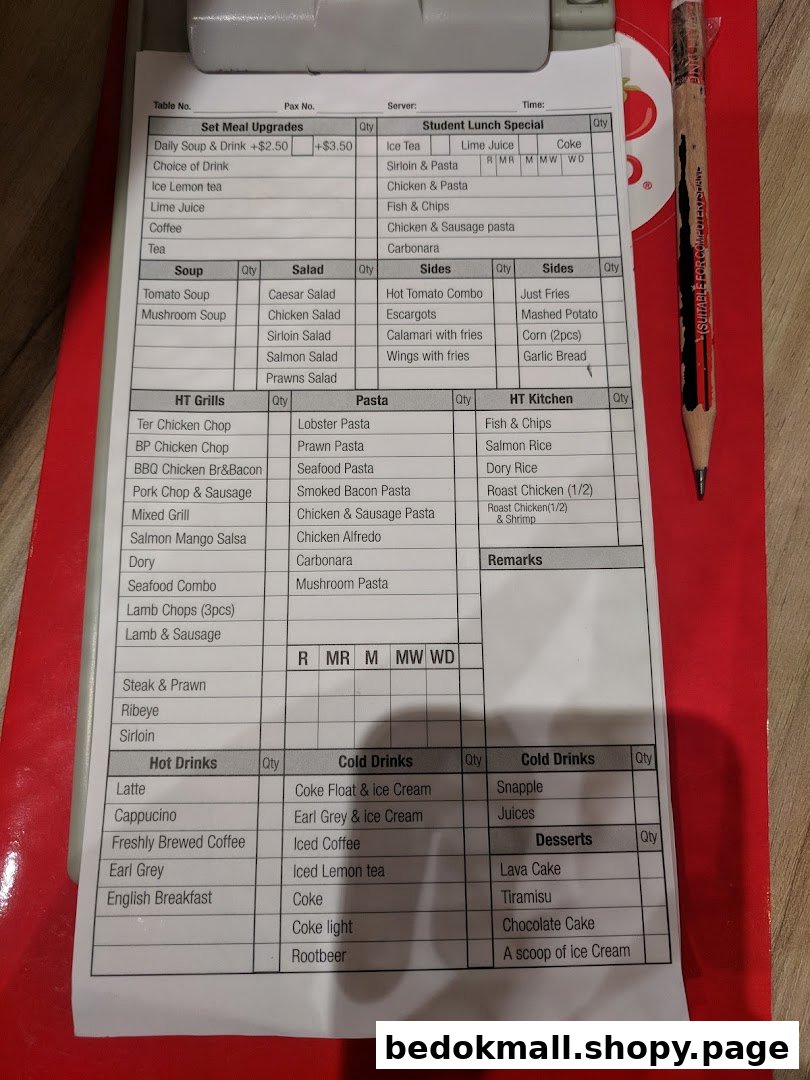 Table No. Pax No. Server: Time:
Set Meal Upgrades Qty Student Lunch Special Qty
Daily Soup & Drink +$2.50 +$3.50 Ice Tea Lime Juice Coke
Choice of Drink Sirloin & Pasta R MR M MW WD
Ice Lemon tea Chicken & Pasta
Lime Juice Fish & Chips
Coffee Chicken & Sausage pasta
Tea Carbonara
Soup Qty Salad Qty Sides Qty Sides Qty
Tomato Soup Caesar Salad Hot Tomato Combo Just Fries
Mushroom Soup Chicken Salad Escargots Mashed Potato
Sirloin Salad Calamari with fries Corn (2pcs)
Salmon Salad Wings with fries Garlic Bread
Prawns Salad
HT Grills Qty Pasta Qty HT Kitchen Qty
Ter Chicken Chop Lobster Pasta Fish & Chips
BP Chicken Chop Prawn Pasta Salmon Rice
BBQ Chicken Br&Bacon Seafood Pasta Dory Rice
Pork Chop & Sausage Smoked Bacon Pasta Roast Chicken (1/2)
Mixed Grill Chicken & Sausage Pasta Roast Chicken(1/2)
& Shrimp
Salmon Mango Salsa Chicken Alfredo
Dory Carbonara Remarks
Seafood Combo Mushroom Pasta
Lamb Chops (3pcs)
Lamb & Sausage
R MR M MW WD
Steak & Prawn
Ribeye
Sirloin
Hot Drinks Qty Cold Drinks Qty Cold Drinks Qty
Latte Coke Float & ice Cream Snapple
Cappucino Earl Grey & ice Cream Juices
Freshly Brewed Coffee Iced Coffee Desserts Qty
Earl Grey Iced Lemon tea Lava Cake
English Breakfast Coke Tiramisu
Coke light Chocolate Cake
Rootbeer A scoop of ice Cream
(SUITABLE FOR COMPUTER)
®
bedokmall.shopy.page